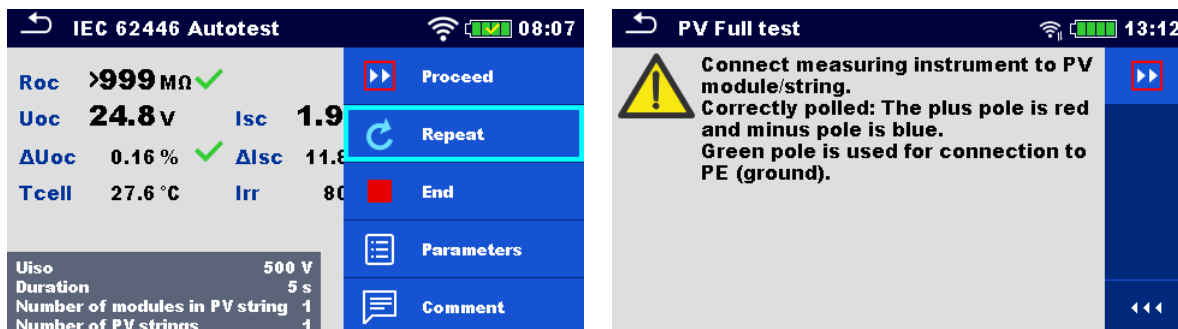 IEC 62446 Autotest 08:07
Roc >999 MΩ
Uoc 24.8 V Isc 1.9
ΔUoc 0.16 % ΔIsc 11.8
Tcell 27.6 °C Irr 80
Uiso 500 V
Duration 5 s
Number of modules in PV string 1
Number of PV strings 1
Proceed
Repeat
End
Parameters
Comment
PV Full test 13:12
Connect measuring instrument to PV
module/string.
Correctly polled: The plus pole is red
and minus pole is blue.
Green pole is used for connection to
PE (ground).